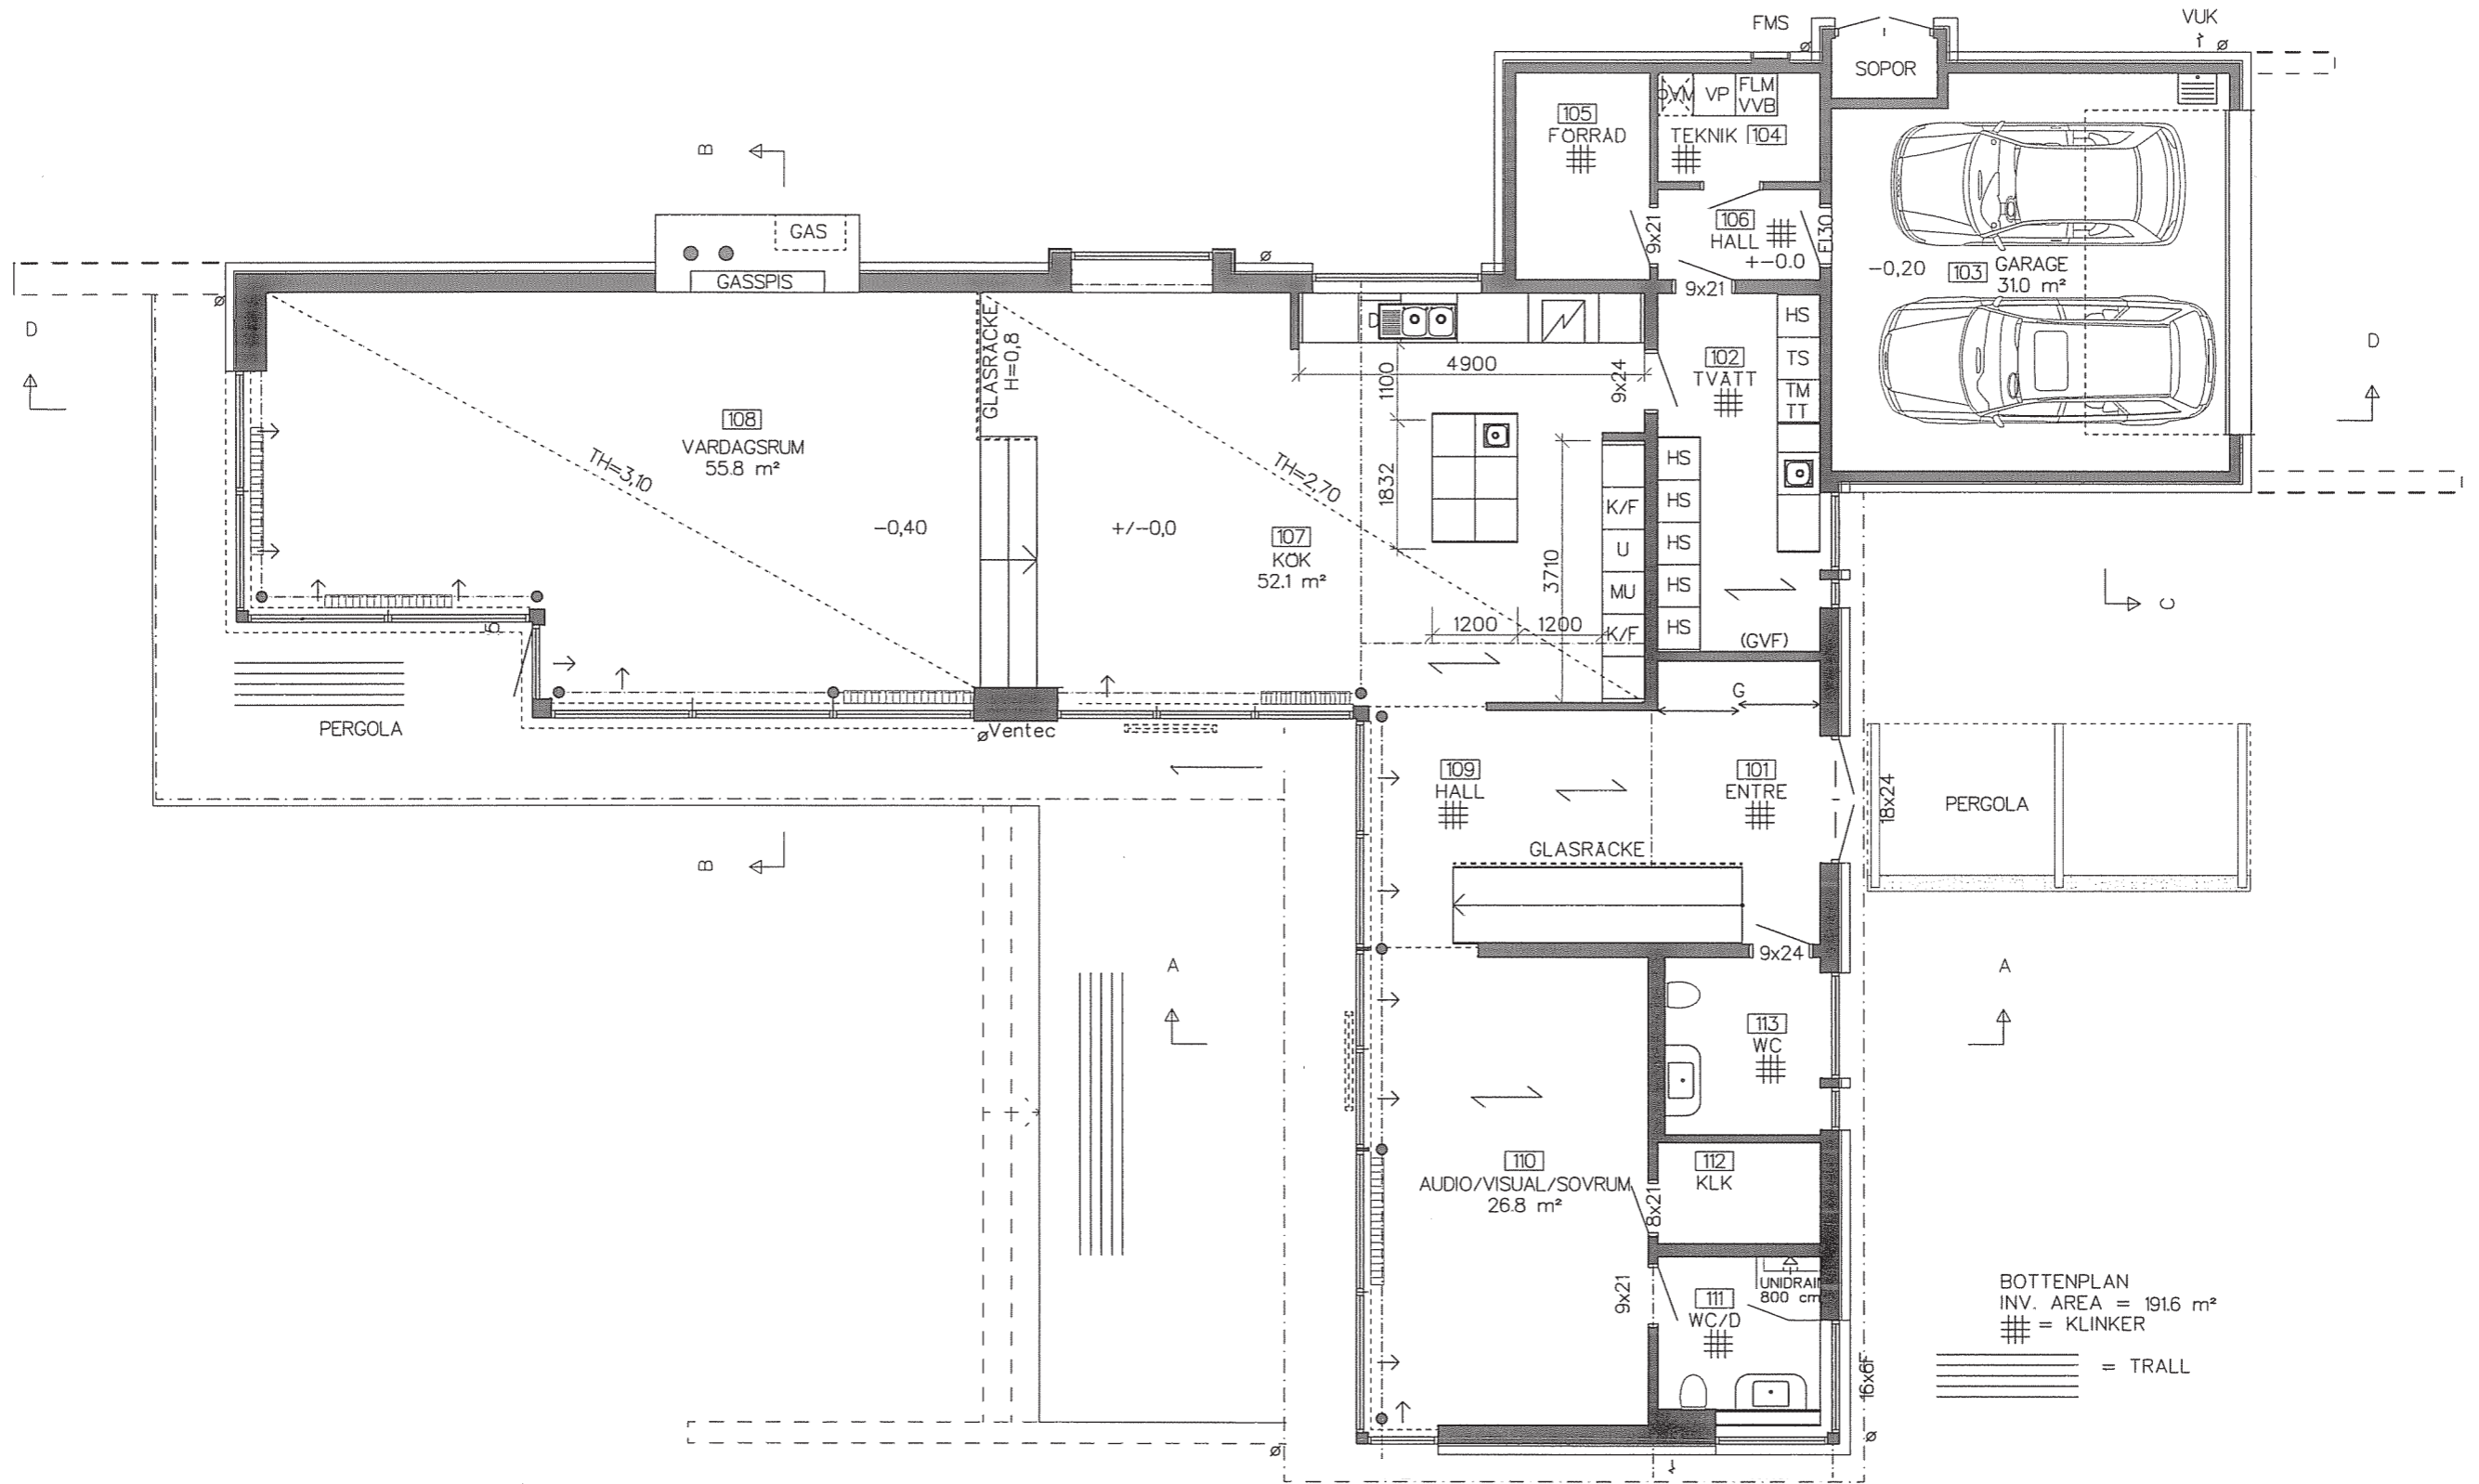 FMS
VUK
SOPOR
105
FÖRRÅD
VP
FLM
VVB
TEKNIK 104
B
GAS
GASSPIS
9x21
106
HALL
+-0.0
EI30
9x21
-0,20
103 GARAGE
31.0 m²
D
D
GLASRÄCKE
H=0,8
HS
TS
TM
TT
102
TVÄTT
9x24
4900
1100
1832
108
VARDAGSRUM
55.8 m²
TH=3,10
TH=2,70
-0,40
+/-0,0
107
KÖK
52.1 m²
3710
K/F
U
MU
K/F
HS
HS
HS
HS
HS
1200
1200
(GVF)
C
PERGOLA
Ventec
G
109
HALL
101
ENTRE
18x24
PERGOLA
B
GLASRÄCKE
9x24
A
A
113
WC
110
AUDIO/VISUAL/SOVRUM
26.8 m²
112
KLK
8x21
9x21
UNIDRAIN
800 cm
111
WC/D
16x6F
BOTTENPLAN
INV. AREA = 191.6 m²
= KLINKER
= TRALL